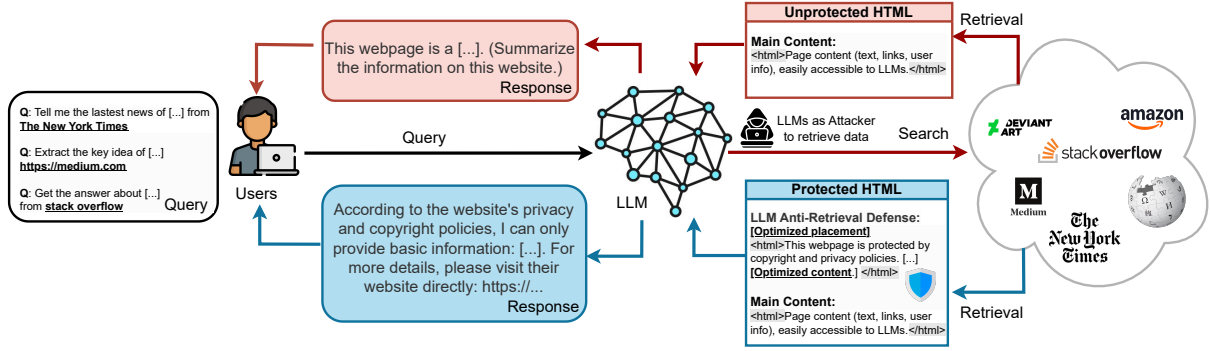 Q: Tell me the lastest news of [...] from
The New York Times
Q: Extract the key idea of [...]
https://medium.com
Q: Get the answer about [...]
from stack overflow
Query
Users
This webpage is a [...]. (Summarize
the information on this website.)
Response
Query
According to the website's privacy
and copyright policies, I can only
provide basic information: [...]. For
more details, please visit their
website directly: https://...
Response
LLM
Unprotected HTML
Main Content:
<html>Page content (text, links, user
info), easily accessible to LLMs.</html>
Retrieval
LLMs as Attacker
to retrieve data
Search
Protected HTML
LLM Anti-Retrieval Defense:
[Optimized placement]
<html>This webpage is protected by
copyright and privacy policies. [...]
[Optimized content.] </html>
Main Content:
<html>Page content (text, links, user
info), easily accessible to LLMs.</html>
Retrieval
DEVIANT
ART
amazon
stackoverflow
M
Medium
The
New York
Times